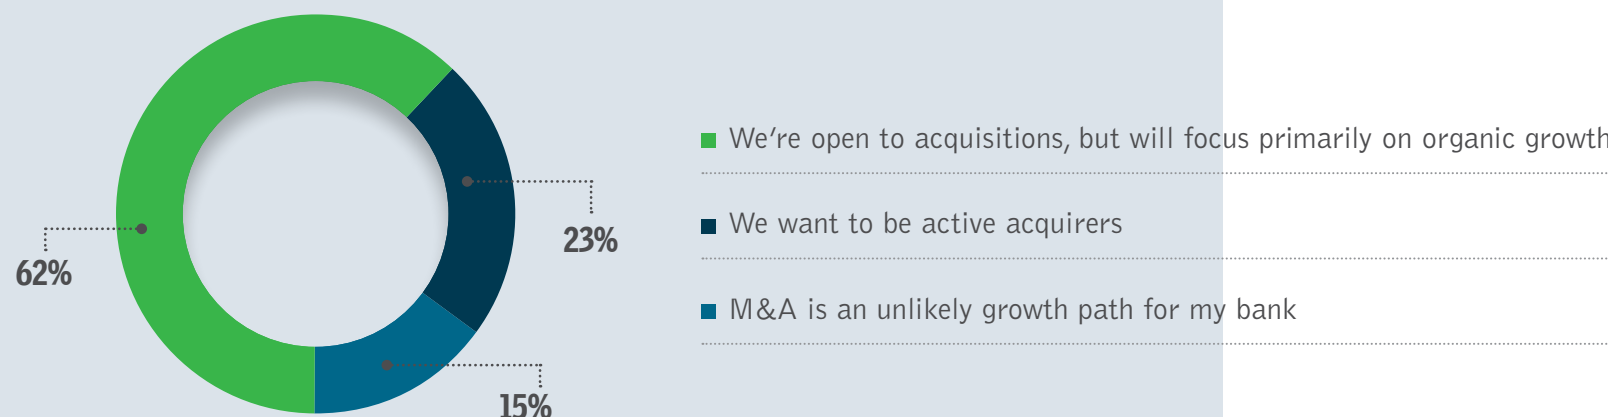 We’re open to acquisitions, but will focus primarily on organic growth
23%
We want to be active acquirers
62%
M&A is an unlikely growth path for my bank
15%